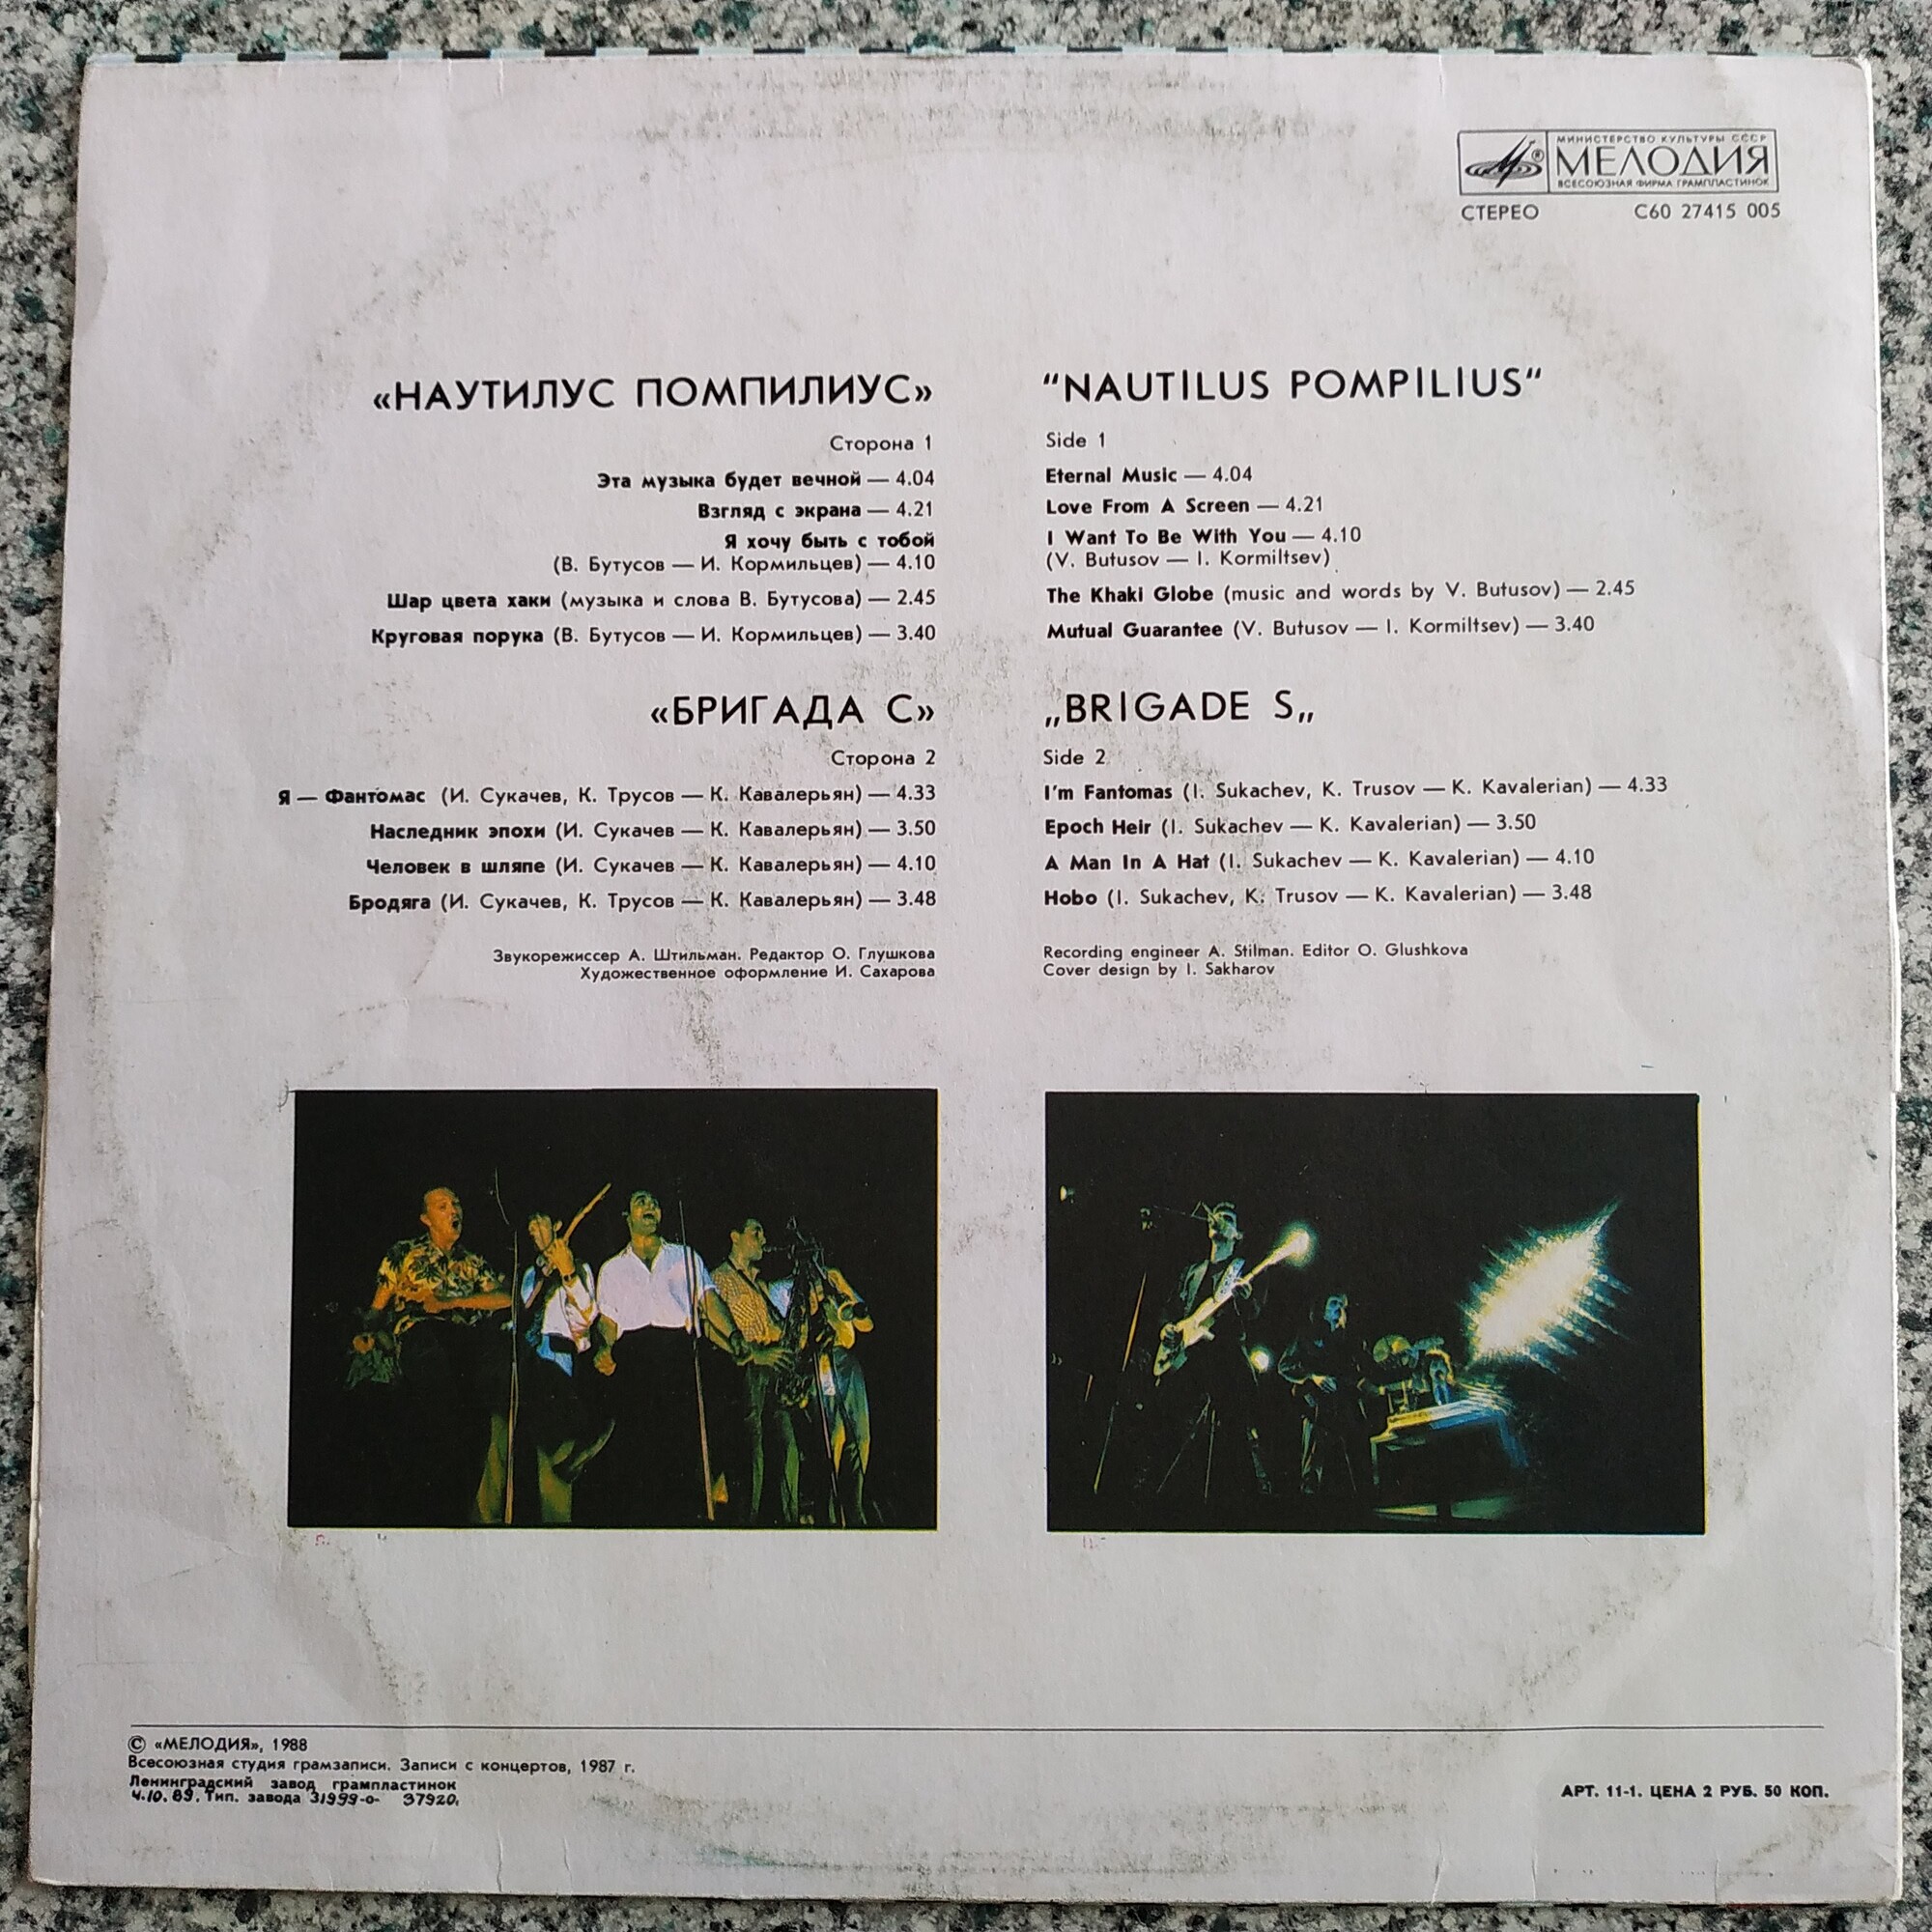 МИНИСТЕРСТВО КУЛЬТУРЫ СССР
МЕЛОДИЯ
ВСЕСОЮЗНАЯ ФИРМА ГРАМПЛАСТИНОК
СТЕРЕО С60 27415 005
«НАУТИЛУС ПОМПИЛИУС»
Сторона 1
Эта музыка будет вечной — 4.04
Взгляд с экрана — 4.21
Я хочу быть с тобой
(В. Бутусов — И. Кормильцев) — 4.10
Шар цвета хаки (музыка и слова В. Бутусова) — 2.45
Круговая порука (В. Бутусов — И. Кормильцев) — 3.40
«БРИГАДА С»
Сторона 2
Я — Фантомас (И. Сукачев, К. Трусов — К. Кавалерьян) — 4.33
Наследник эпохи (И. Сукачев — К. Кавалерьян) — 3.50
Человек в шляпе (И. Сукачев — К. Кавалерьян) — 4.10
Бродяга (И. Сукачев, К. Трусов — К. Кавалерьян) — 3.48
Звукорежиссер А. Штильман. Редактор О. Глушкова
Художественное оформление И. Сахарова
“NAUTILUS POMPILIUS“
Side 1
Eternal Music — 4.04
Love From A Screen — 4.21
I Want To Be With You — 4.10
(V. Butusov — I. Kormiltsev)
The Khaki Globe (music and words by V. Butusov) — 2.45
Mutual Guarantee (V. Butusov — I. Kormiltsev) — 3.40
„BRIGADE S„
Side 2
I'm Fantomas (I. Sukachev, K. Trusov — K. Kavalerian) — 4.33
Epoch Heir (I. Sukachev — K. Kavalerian) — 3.50
A Man In A Hat (I. Sukachev — K. Kavalerian) — 4.10
Hobo (I. Sukachev, K. Trusov — K. Kavalerian) — 3.48
Recording engineer A. Stilman. Editor O. Glushkova
Cover design by I. Sakharov
© «МЕЛОДИЯ», 1988
Всесоюзная студия грамзаписи. Записи с концертов, 1987 г.
Ленинградский завод грампластинок
4.10.89. Тип. завода 31999-о- 37920.
АРТ. 11-1. ЦЕНА 2 РУБ. 50 КОП.